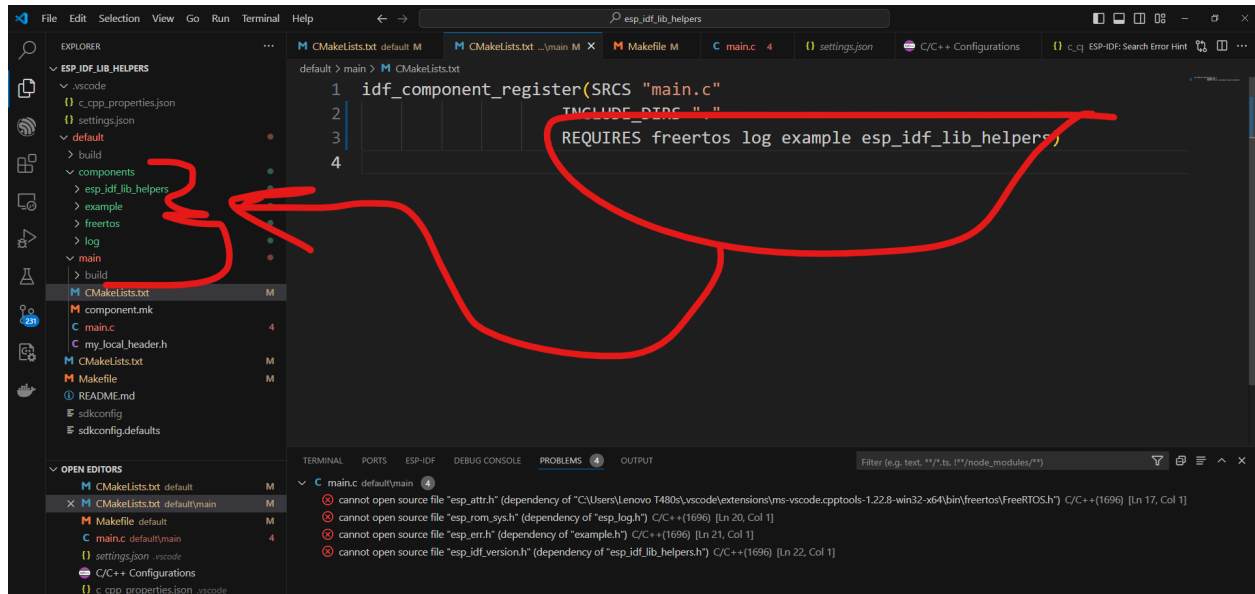 File Edit Selection View Go Run Terminal Help
esp_idf_lib_helpers
EXPLORER
ESP_IDF_LIB_HELPERS
.vscode
{} c_cpp_properties.json
{} settings.json
default
build
components
esp_idf_lib_helpers
example
freertos
log
main
build
M CMakeLists.txt M
M component.mk
C main.c 4
C my_local_header.h
M CMakeLists.txt M
M Makefile M
README.md
sdkconfig
sdkconfig.defaults
231
OPEN EDITORS
M CMakeLists.txt default M
M CMakeLists.txt default\main M
M Makefile default M
C main.c default\main 4
{} settings.json .vscode
C/C++ Configurations
{} c_cpp_properties.json .vscode
M CMakeLists.txt default M
M CMakeLists.txt ...\main M
M Makefile M
C main.c 4
{} settings.json
C/C++ Configurations
{} c_cp ESP-IDF: Search Error Hint
default > main > M CMakeLists.txt
1 idf_component_register(SRCS "main.c"
2 INCLUDE_DIRS "."
3 REQUIRES freertos log example esp_idf_lib_helpers)
4
TERMINAL PORTS ESP-IDF DEBUG CONSOLE PROBLEMS 4 OUTPUT
Filter (e.g. text, **/*.ts, !**/node_modules/**)
C main.c default\main 4
cannot open source file "esp_attr.h" (dependency of "C:\Users\Lenovo T480s\.vscode\extensions\ms-vscode.cpptools-1.22.8-win32-x64\bin\freertos\FreeRTOS.h") C/C++(1696) [Ln 17, Col 1]
cannot open source file "esp_rom_sys.h" (dependency of "esp_log.h") C/C++(1696) [Ln 20, Col 1]
cannot open source file "esp_err.h" (dependency of "example.h") C/C++(1696) [Ln 21, Col 1]
cannot open source file "esp_idf_version.h" (dependency of "esp_idf_lib_helpers.h") C/C++(1696) [Ln 22, Col 1]